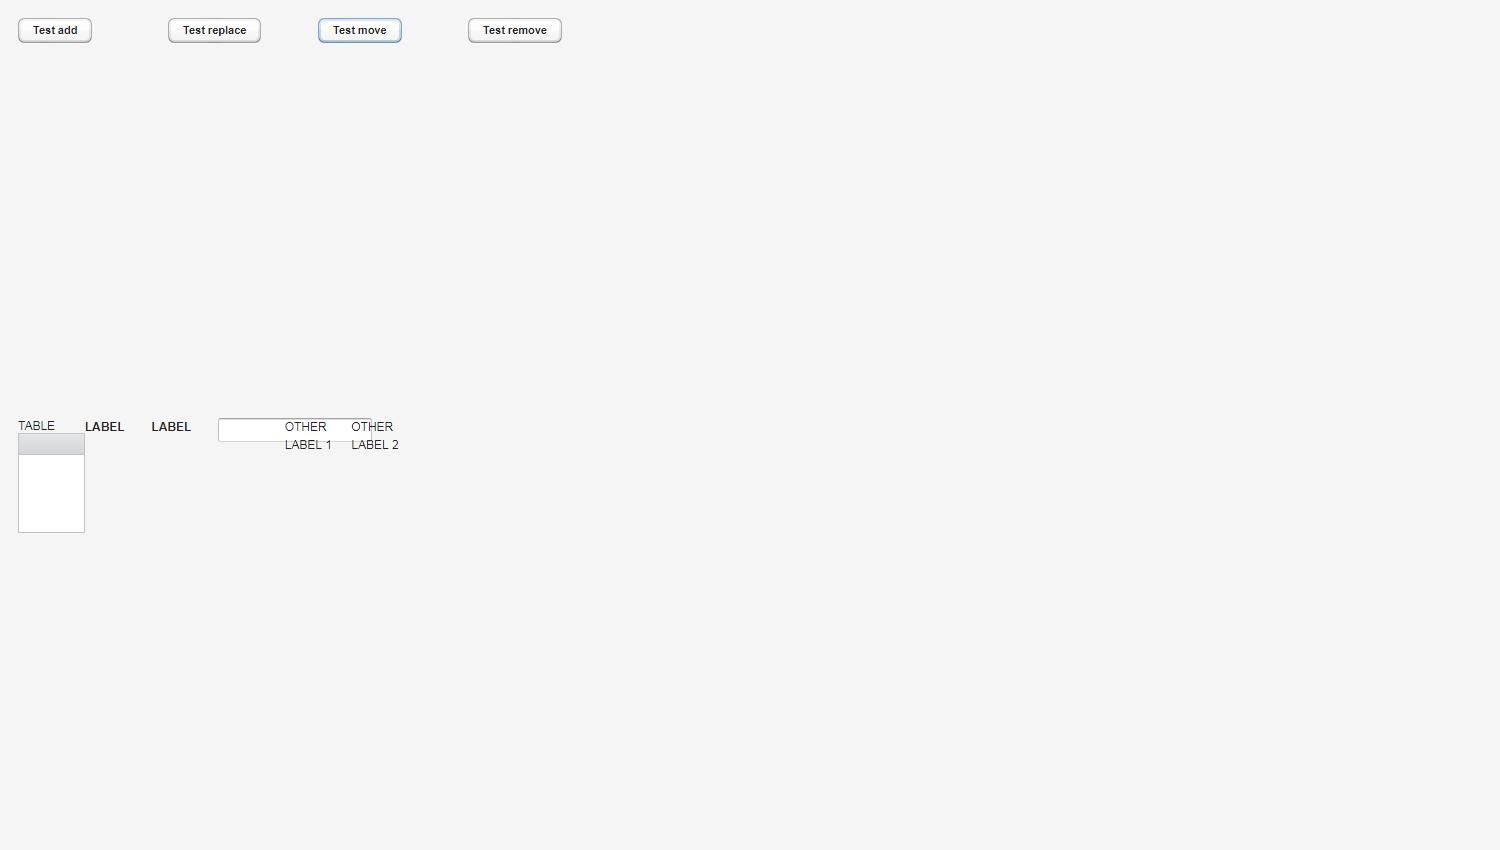 Test add
Test replace
Test move
Test remove
TABLE
LABEL
LABEL
OTHER
LABEL 1
OTHER
LABEL 2